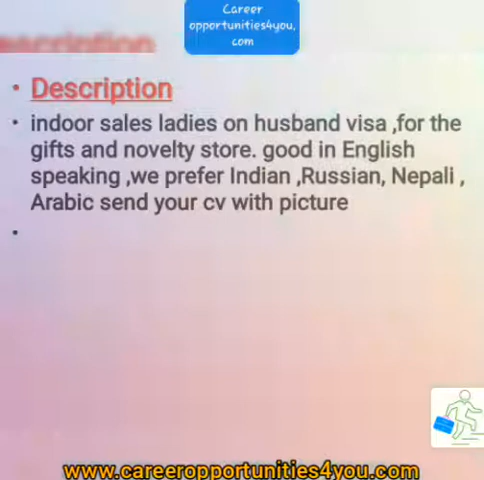 Career
opportunities4you.
com
Description
• Description
• indoor sales ladies on husband visa ,for the
gifts and novelty store. good in English
speaking ,we prefer Indian ,Russian, Nepali ,
Arabic send your cv with picture
•
www.careeropportunities4you.com